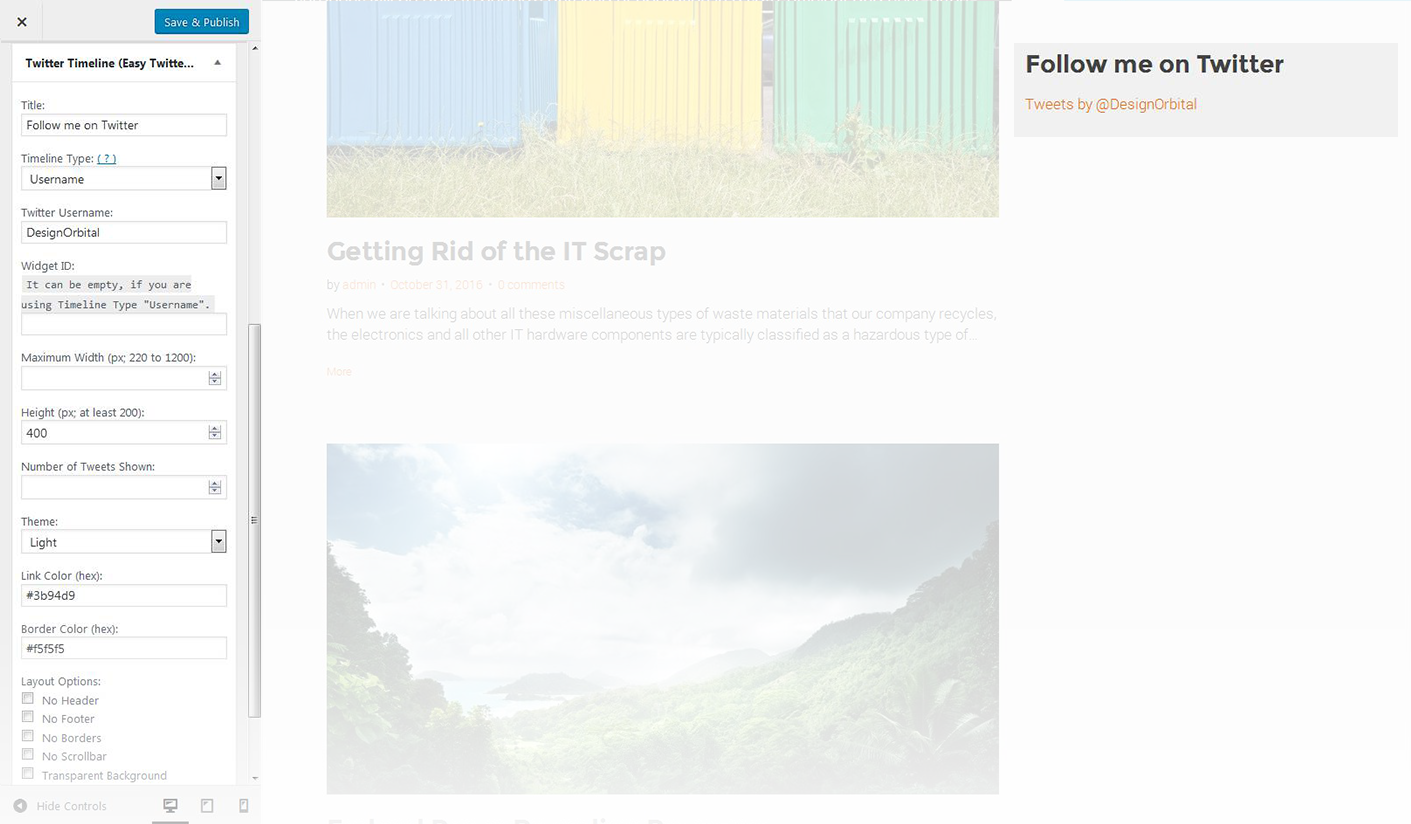 Save & Publish
Twitter Timeline (Easy Twitte...
Title:
Follow me on Twitter
Timeline Type: ( ? )
Username
Twitter Username:
DesignOrbital
Widget ID:
It can be empty, if you are
using Timeline Type "Username".
Maximum Width (px; 220 to 1200):
Height (px; at least 200):
400
Number of Tweets Shown:
Theme:
Light
Link Color (hex):
#3b94d9
Border Color (hex):
#f5f5f5
Layout Options:
No Header
No Footer
No Borders
No Scrollbar
Transparent Background
Hide Controls
Getting Rid of the IT Scrap
by admin • October 31, 2016 • 0 comments
When we are talking about all these miscellaneous types of waste materials that our company recycles,
the electronics and all other IT hardware components are typically classified as a hazardous type of...
More
Follow me on Twitter
Tweets by @DesignOrbital